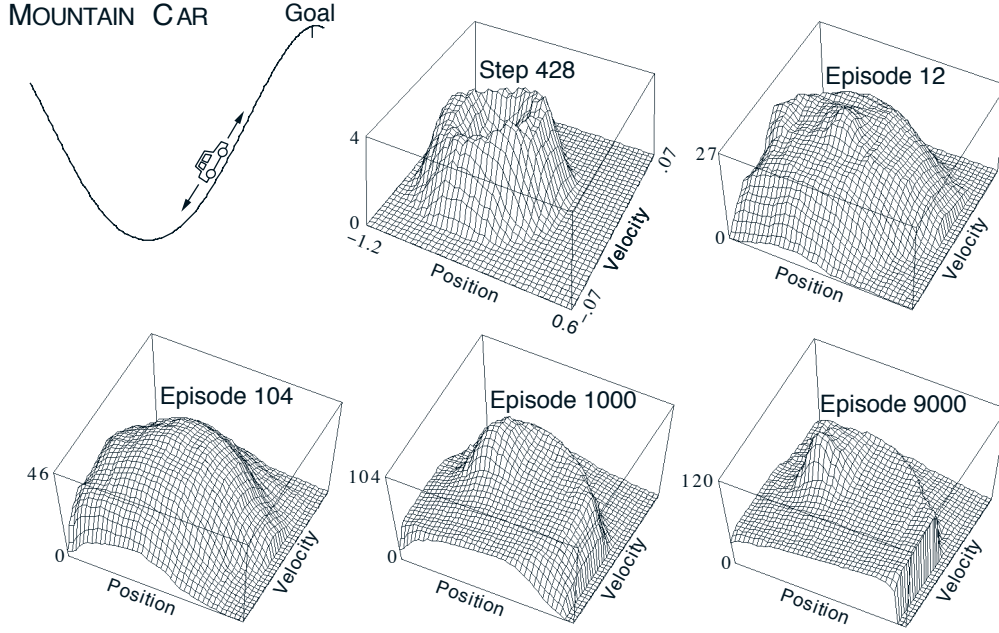 MOUNTAIN CAR
Goal
Step 428
4
0
−1.2
Position
0.6
−.07
Velocity
.07
Episode 12
27
0
Position
Velocity
Episode 104
46
0
Position
Velocity
Episode 1000
104
0
Position
Velocity
Episode 9000
120
0
Position
Velocity